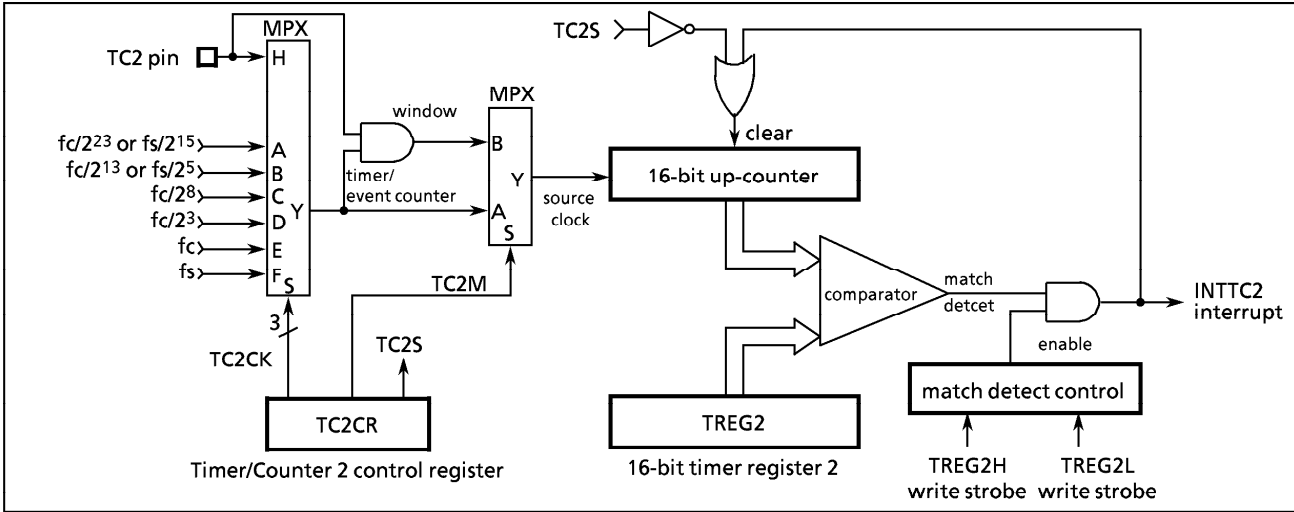 MPX
TC2 pin
H
fc/2²³ or fs/2¹⁵
A
fc/2¹³ or fs/2⁵
B
fc/2⁸
C
fc/2³
D
fc
E
fs
F
Y
S
3
TC2CK
window
timer/
event counter
MPX
B
Y
A
S
TC2M
source
clock
TC2S
TC2CR
Timer/Counter 2 control register
TC2S
clear
16-bit up-counter
comparator
TREG2
16-bit timer register 2
match
detcet
enable
INTTC2
interrupt
match detect control
TREG2H
write strobe
TREG2L
write strobe